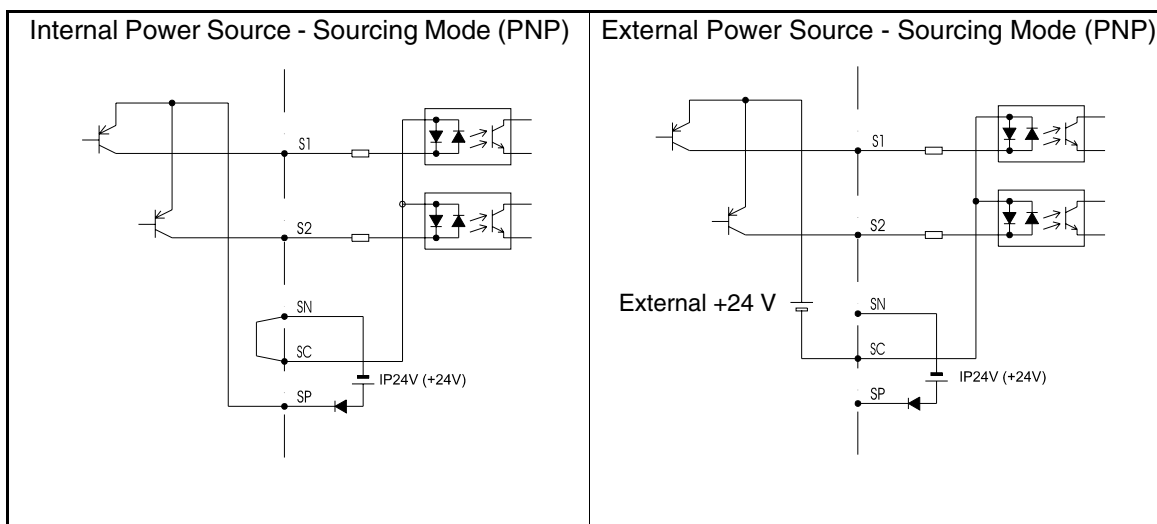 Internal Power Source - Sourcing Mode (PNP)
S1
S2
SN
SC
IP24V (+24V)
SP
External Power Source - Sourcing Mode (PNP)
S1
S2
External +24 V
SN
SC
IP24V (+24V)
SP